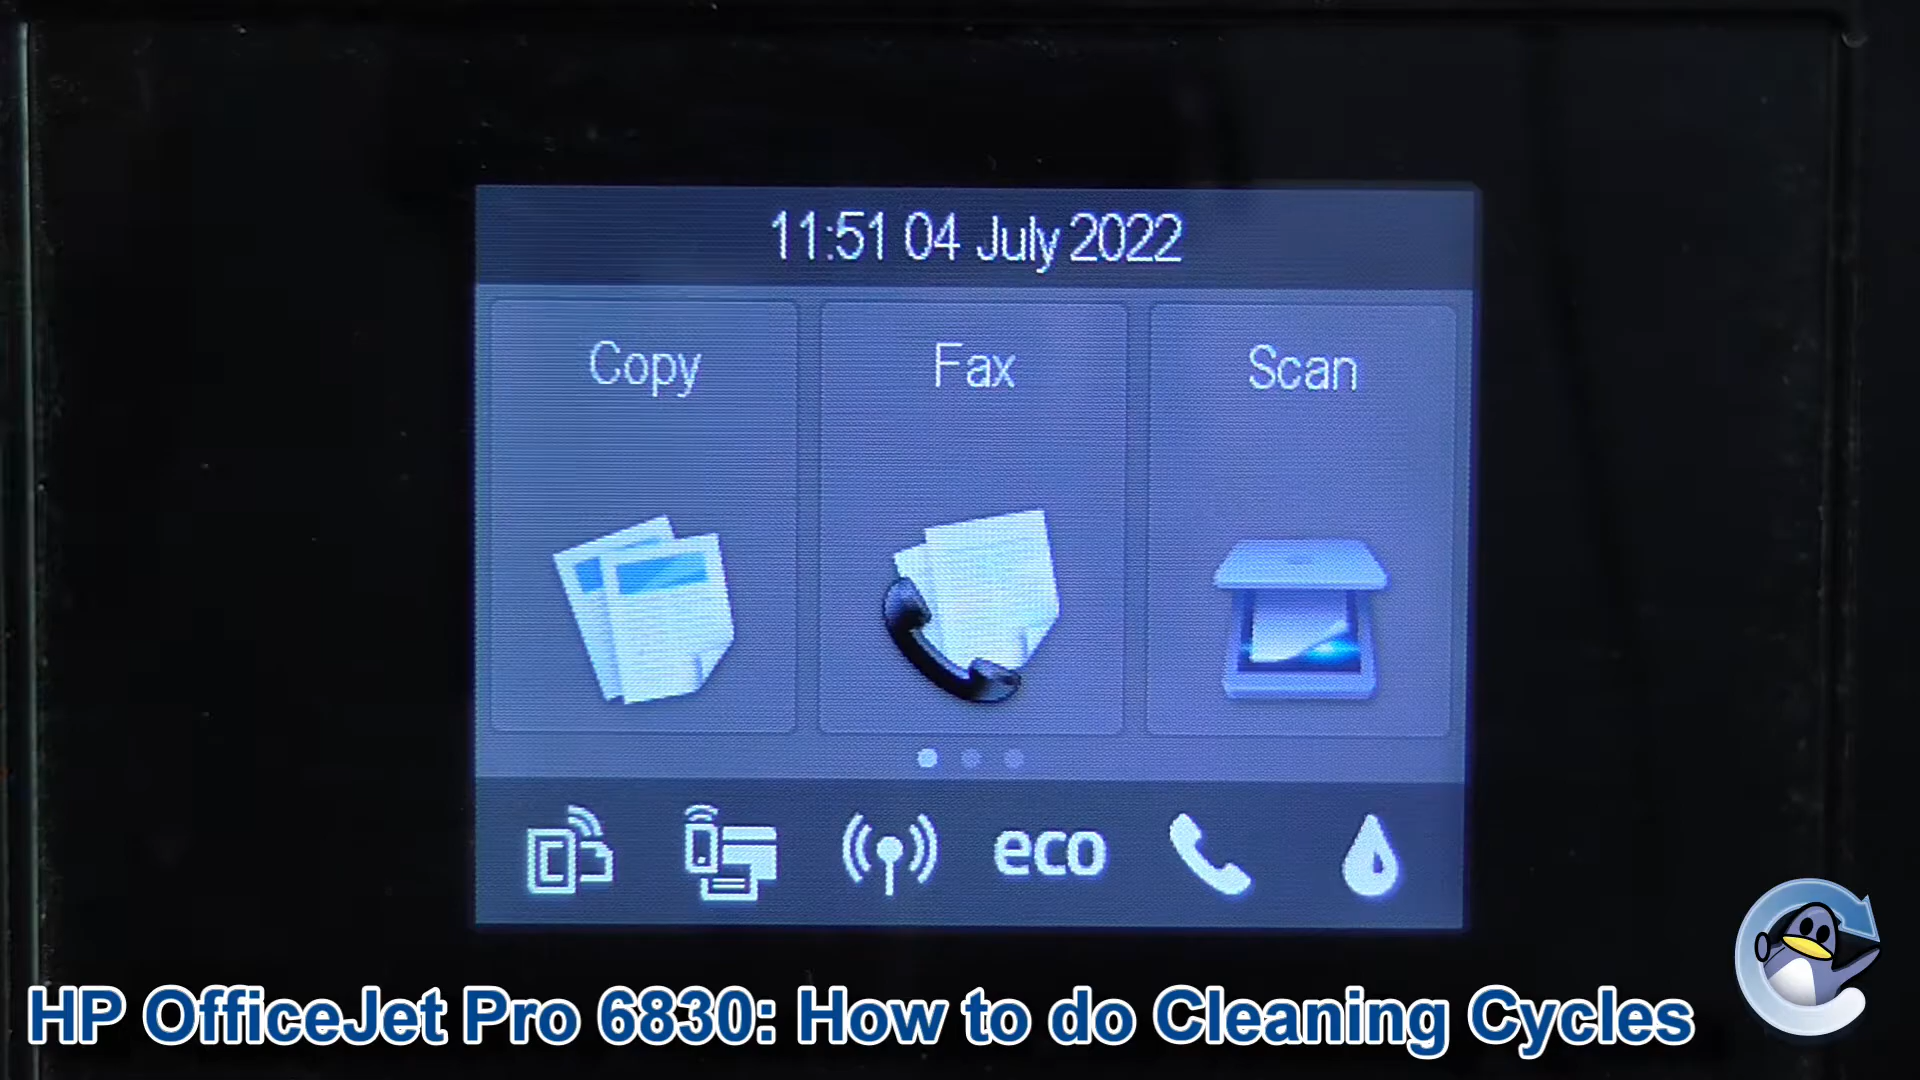 11:51 04 July 2022
Copy Fax Scan
eco
HP OfficeJet Pro 6830: How to do Cleaning Cycles